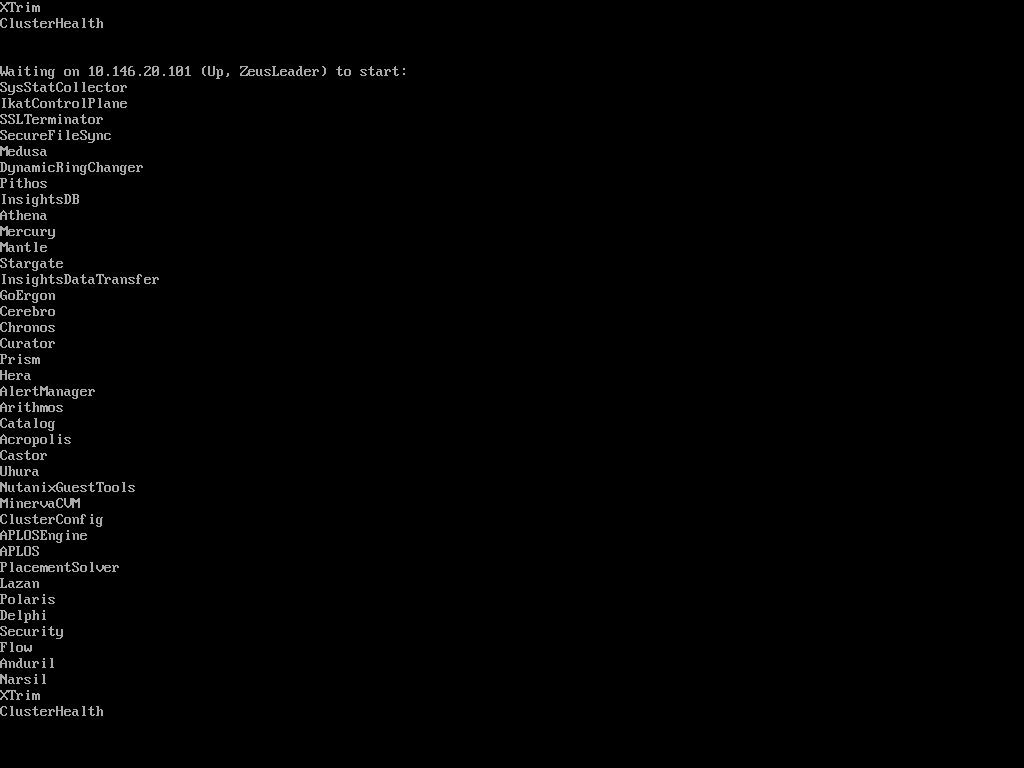 XTrim
ClusterHealth
Waiting on 10.146.20.101 (Up, ZeusLeader) to start:
SysStatCollector
IkatControlPlane
SSLTerminator
SecureFileSync
Medusa
DynamicRingChanger
Pithos
InsightsDB
Athena
Mercury
Mantle
Stargate
InsightsDataTransfer
GoErgon
Cerebro
Chronos
Curator
Prism
Hera
AlertManager
Arithmos
Catalog
Acropolis
Castor
Uhura
NutanixGuestTools
MinervaCVM
ClusterConfig
APLOSEngine
APLOS
PlacementSolver
Lazan
Polaris
Delphi
Security
Flow
Anduril
Narsil
XTrim
ClusterHealth